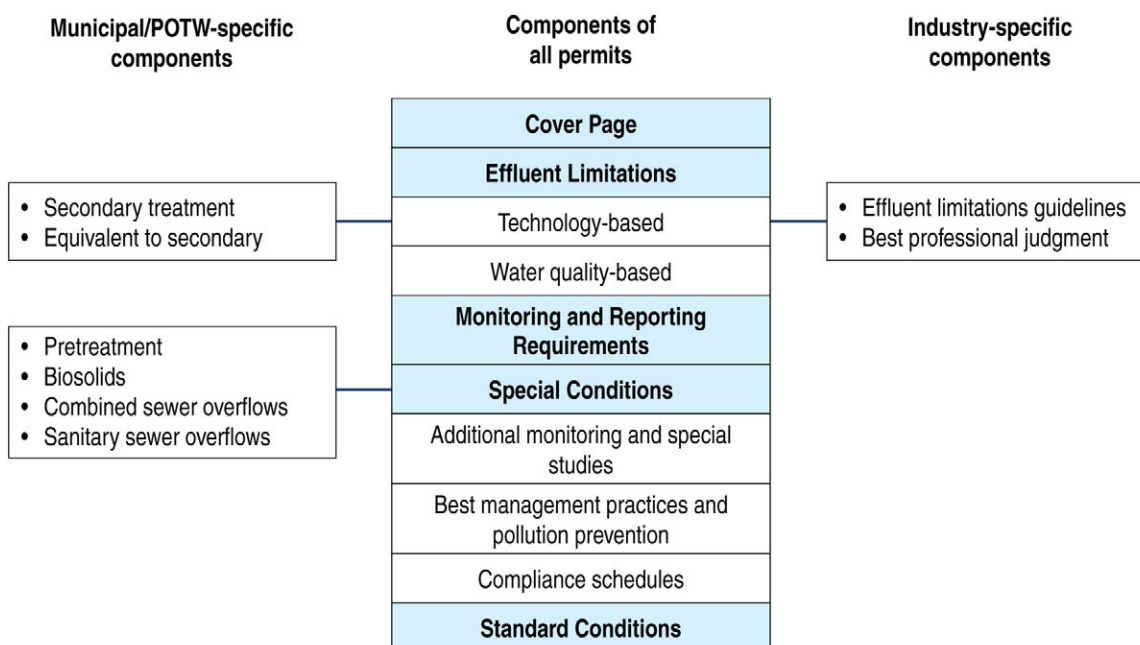 Municipal/POTW-specific
components
Components of
all permits
Industry-specific
components
Cover Page
Effluent Limitations
• Secondary treatment
• Equivalent to secondary
Technology-based
• Effluent limitations guidelines
• Best professional judgment
Water quality-based
Monitoring and Reporting
Requirements
• Pretreatment
• Biosolids
• Combined sewer overflows
• Sanitary sewer overflows
Special Conditions
Additional monitoring and special
studies
Best management practices and
pollution prevention
Compliance schedules
Standard Conditions